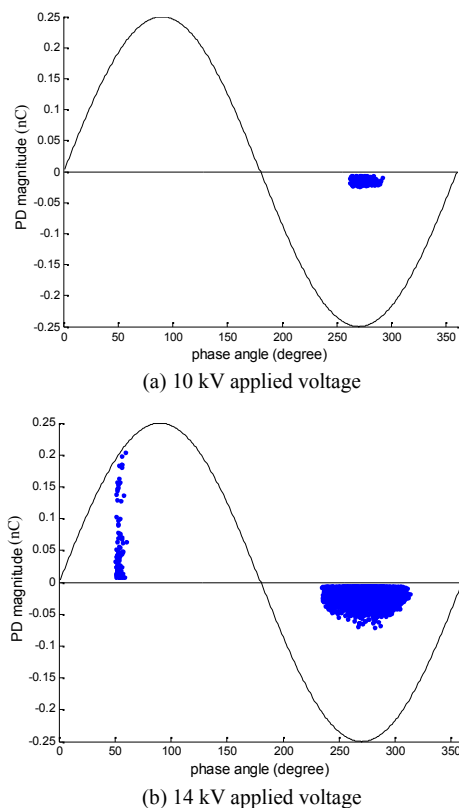 0.25
0.2
0.15
0.1
0.05
0
-0.05
-0.1
-0.15
-0.2
-0.25
PD magnitude (nC)
0 50 100 150 200 250 300 350
phase angle (degree)
(a) 10 kV applied voltage
0.25
0.2
0.15
0.1
0.05
0
-0.05
-0.1
-0.15
-0.2
-0.25
PD magnitude (nC)
0 50 100 150 200 250 300 350
phase angle (degree)
(b) 14 kV applied voltage